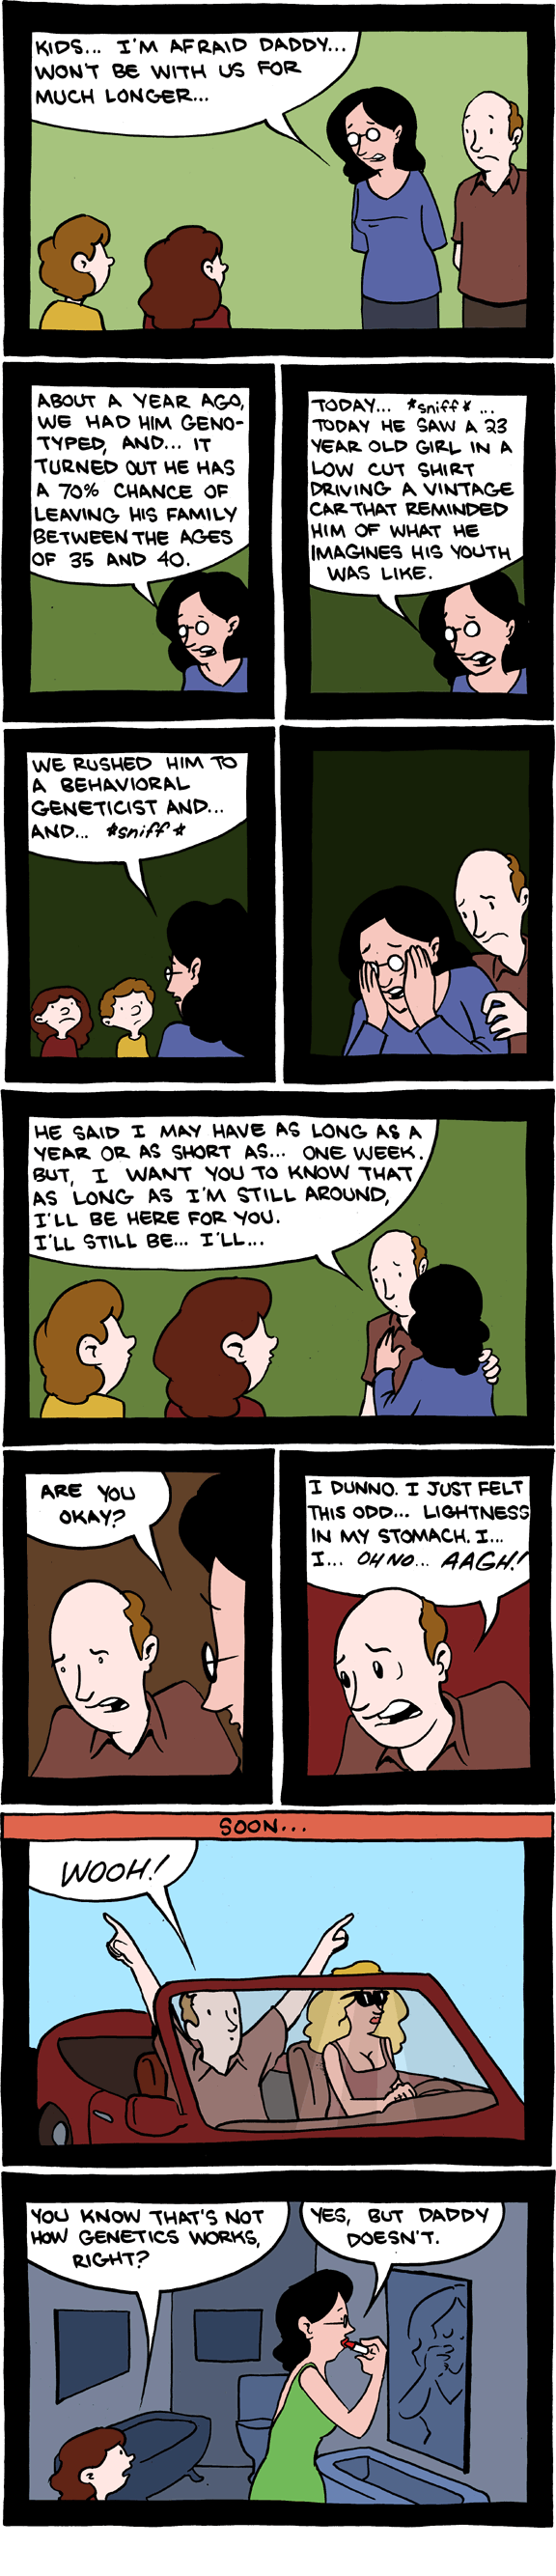 KIDS... I'M AFRAID DADDY...
WON'T BE WITH US FOR
MUCH LONGER...
ABOUT A YEAR AGO,
WE HAD HIM GENO-
TYPED, AND... IT
TURNED OUT HE HAS
A 70% CHANCE OF
LEAVING HIS FAMILY
BETWEEN THE AGES
OF 35 AND 40.
TODAY... *sniff* ...
TODAY HE SAW A 23
YEAR OLD GIRL IN A
LOW CUT SHIRT
DRIVING A VINTAGE
CAR THAT REMINDED
HIM OF WHAT HE
IMAGINES HIS YOUTH
WAS LIKE.
WE RUSHED HIM TO
A BEHAVIORAL
GENETICIST AND...
AND... *sniff*
HE SAID I MAY HAVE AS LONG AS A
YEAR OR AS SHORT AS... ONE WEEK.
BUT, I WANT YOU TO KNOW THAT
AS LONG AS I'M STILL AROUND,
I'LL BE HERE FOR YOU.
I'LL STILL BE... I'LL...
ARE YOU
OKAY?
I DUNNO. I JUST FELT
THIS ODD... LIGHTNESS
IN MY STOMACH. I...
I... OH NO... AAGH!
SOON...
WOOH!
YOU KNOW THAT'S NOT
HOW GENETICS WORKS,
RIGHT?
YES, BUT DADDY
DOESN'T.